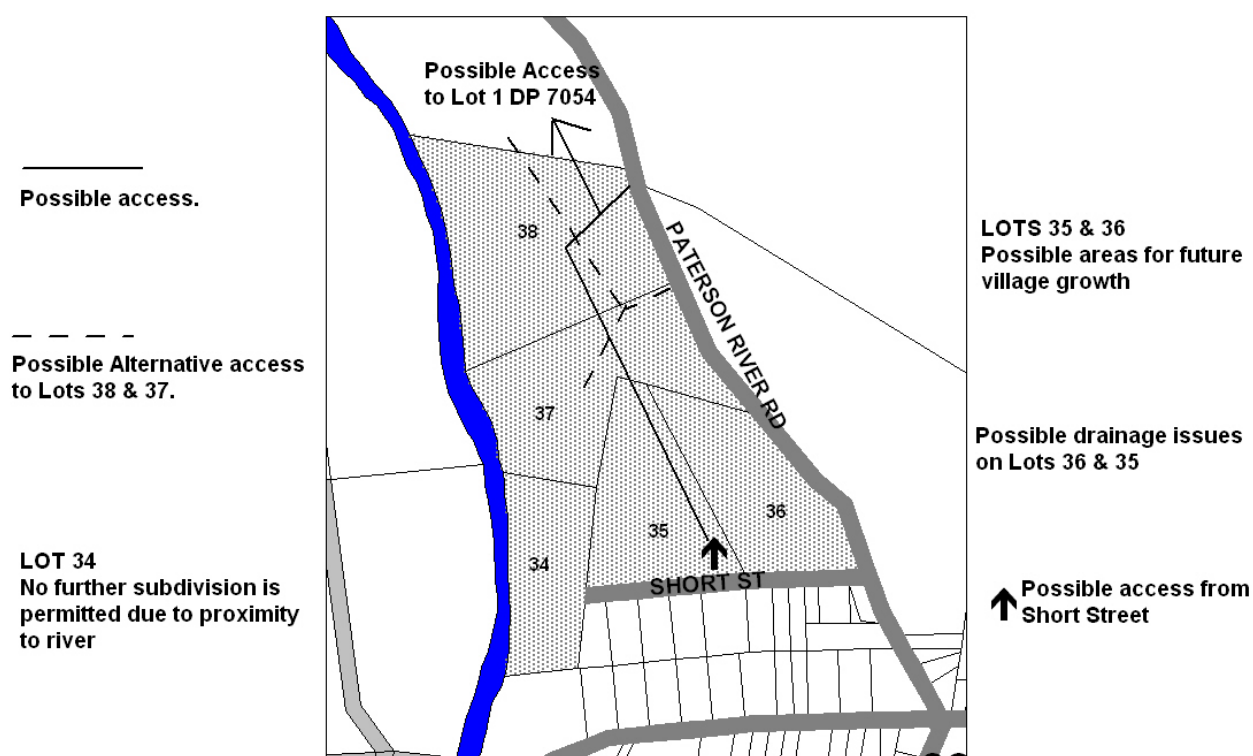 Possible Access
to Lot 1 DP 7054
Possible access.
38
PATERSON RIVER RD
LOTS 35 & 36
Possible areas for future
village growth
Possible Alternative access
to Lots 38 & 37.
37
Possible drainage issues
on Lots 36 & 35
36
35
34
LOT 34
No further subdivision is
permitted due to proximity
to river
SHORT ST
Possible access from
Short Street